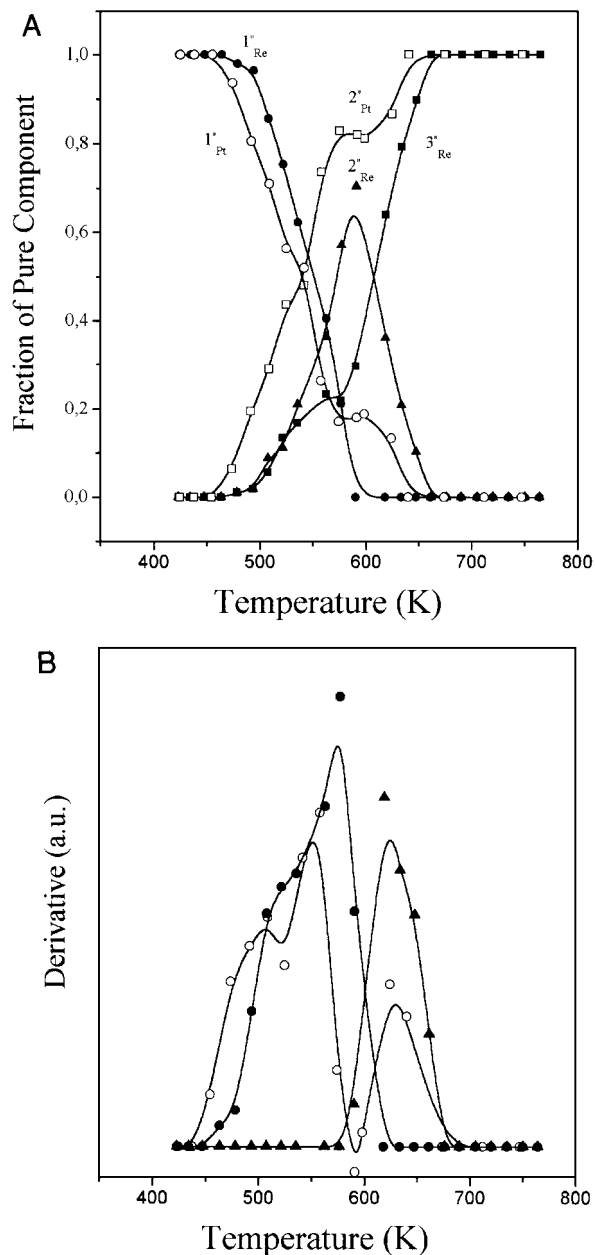 A
1"Re
1"Pt
2"Pt
2"Re
3"Re
1,0
0,8
0,6
0,4
0,2
0,0
Fraction of Pure Component
400 500 600 700 800
Temperature (K)
B
Derivative (a.u.)
400 500 600 700 800
Temperature (K)